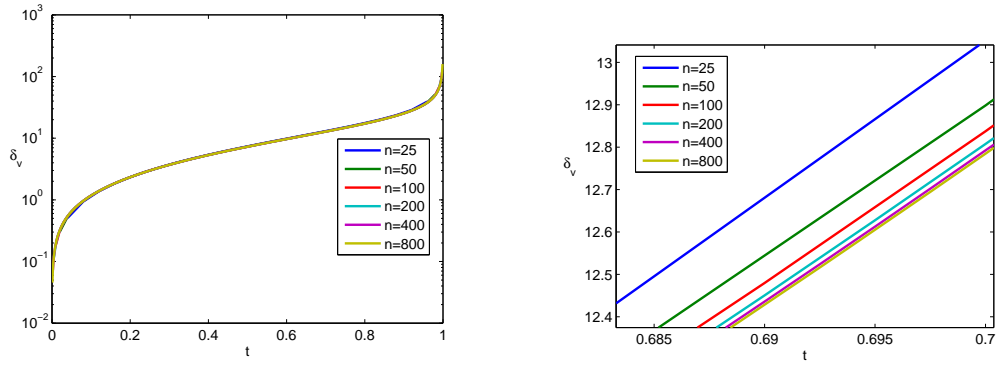 10^3
10^2
10^1
10^0
10^-1
10^-2
δ_v
0 0.2 0.4 0.6 0.8 1
t
n=25
n=50
n=100
n=200
n=400
n=800
13
12.9
12.8
12.7
12.6
12.5
12.4
δ_v
0.685 0.69 0.695 0.7
t
n=25
n=50
n=100
n=200
n=400
n=800